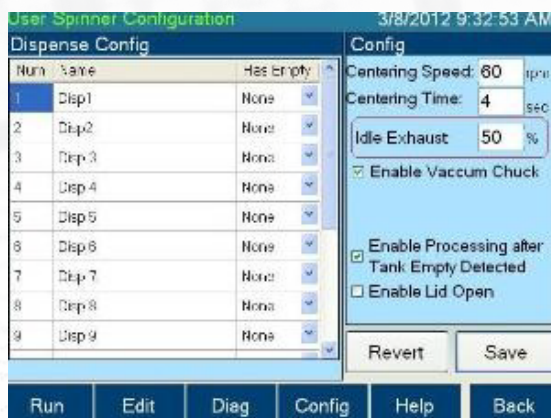 User Spinner Configuration 3/8/2012 9:32:53 AM
Dispense Config
Num Name Has Empty
1 Disp1 None
2 Disp2 None
3 Disp 3 None
4 Disp 4 None
5 Disp 5 None
6 Disp 6 None
7 Disp 7 None
8 Disp 8 None
9 Disp 9 None
Config
Centering Speed: 60 rpm
Centering Time: 4 sec
Idle Exhaust 50 %
Enable Vaccum Chuck
Enable Processing after
Tank Empty Detected
Enable Lid Open
Revert Save
Run Edit Diag Config Help Back